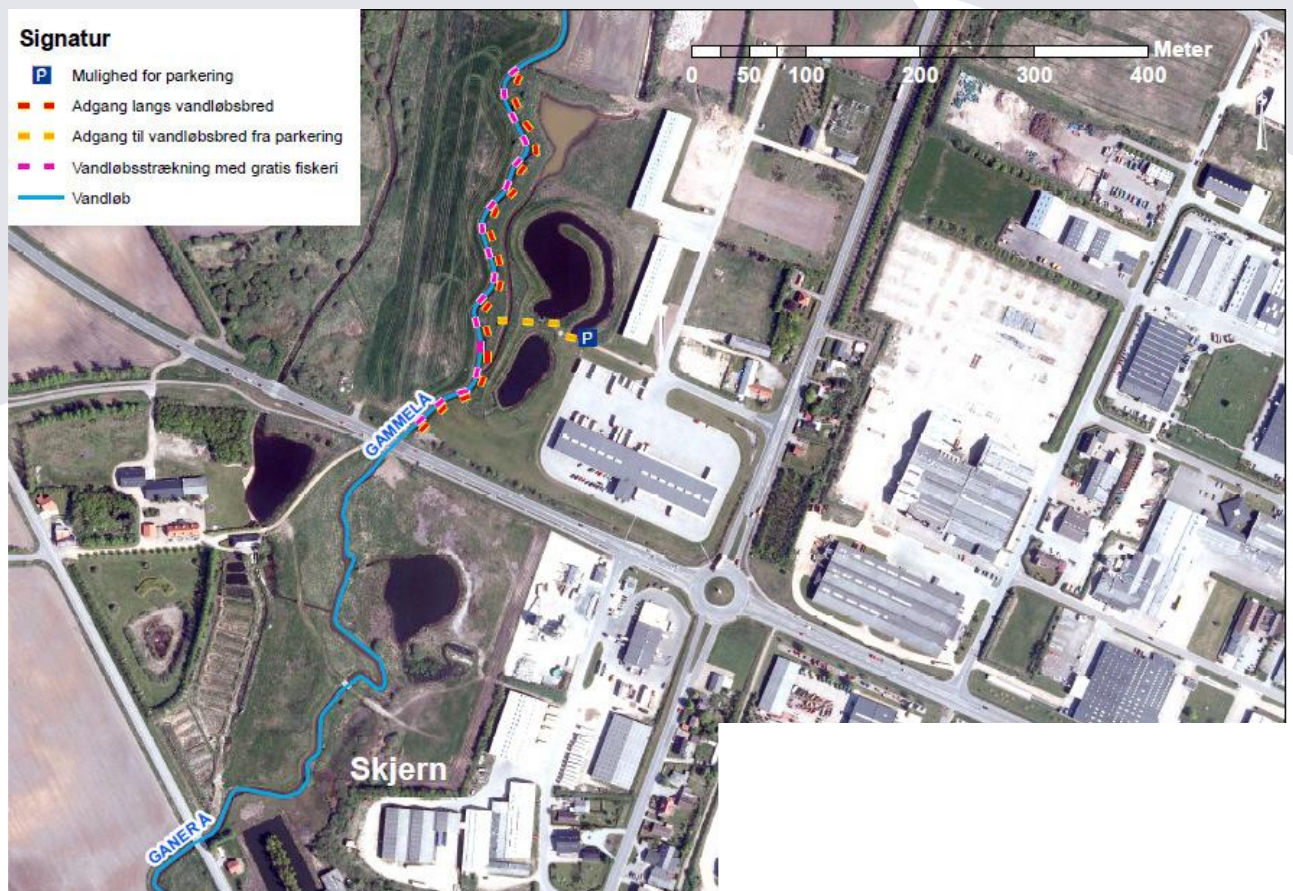 Signatur
P Mulighed for parkering
Adgang langs vandløbsbred
Adgang til vandløbsbred fra parkering
Vandløbsstrækning med gratis fiskeri
Vandløb
Meter
0 50 100 200 300 400
N
P
GAMMELÅ
Skjern
GANER Å